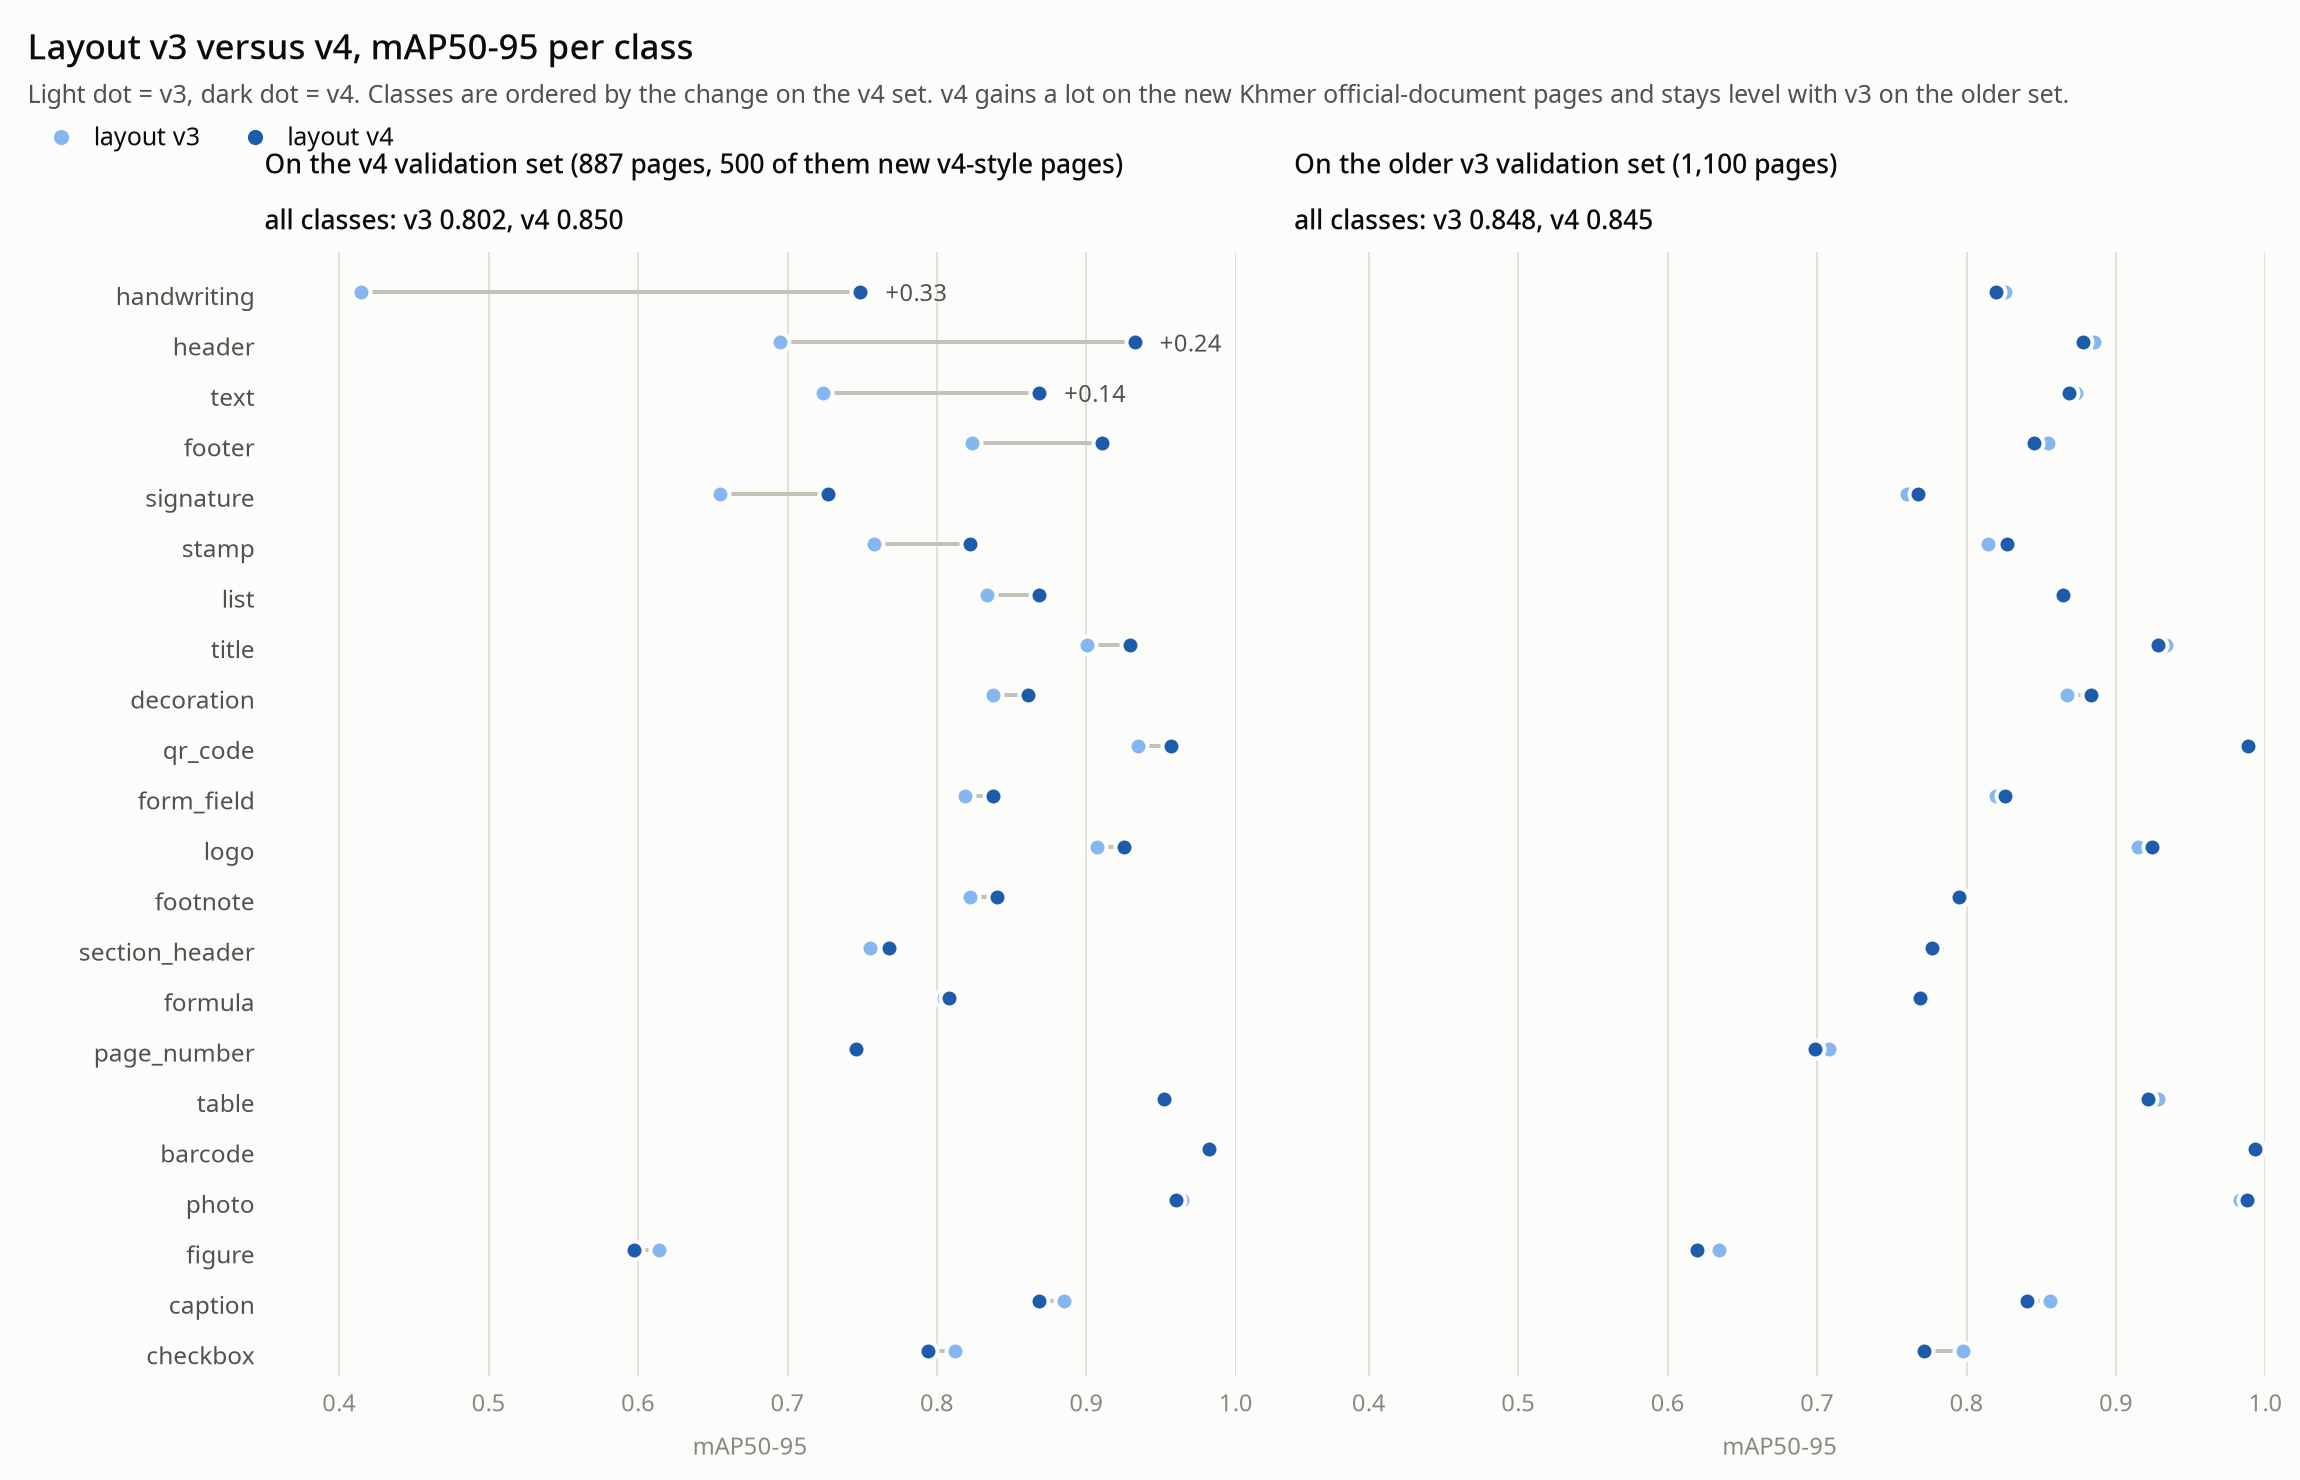 Layout v3 versus v4, mAP50-95 per class
Light dot = v3, dark dot = v4. Classes are ordered by the change on the v4 set. v4 gains a lot on the new Khmer official-document pages and stays level with v3 on the older set.
layout v3 layout v4
On the v4 validation set (887 pages, 500 of them new v4-style pages)
all classes: v3 0.802, v4 0.850
On the older v3 validation set (1,100 pages)
all classes: v3 0.848, v4 0.845
handwriting +0.33
header +0.24
text +0.14
footer
signature
stamp
list
title
decoration
qr_code
form_field
logo
footnote
section_header
formula
page_number
table
barcode
photo
figure
caption
checkbox
0.4 0.5 0.6 0.7 0.8 0.9 1.0
mAP50-95
0.4 0.5 0.6 0.7 0.8 0.9 1.0
mAP50-95